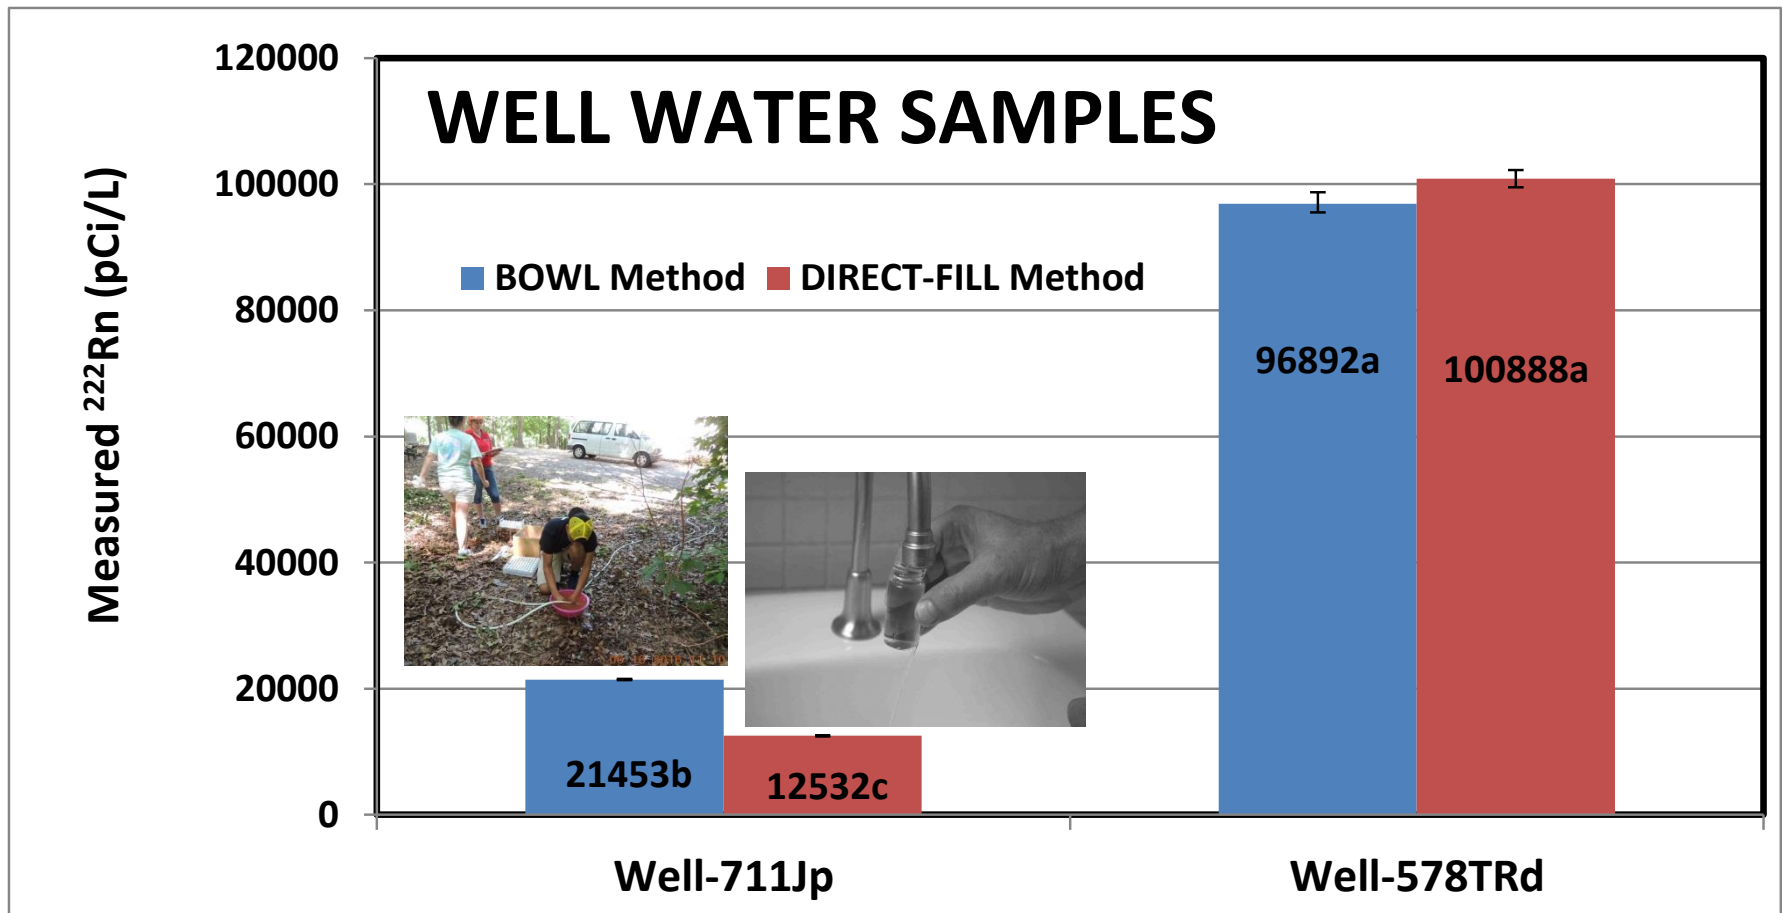 120000
WELL WATER SAMPLES
100000
Measured ²²²Rn (pCi/L)
BOWL Method DIRECT-FILL Method
80000
96892a
100888a
60000
40000
20000
21453b
12532c
0
Well-711Jp Well-578TRd